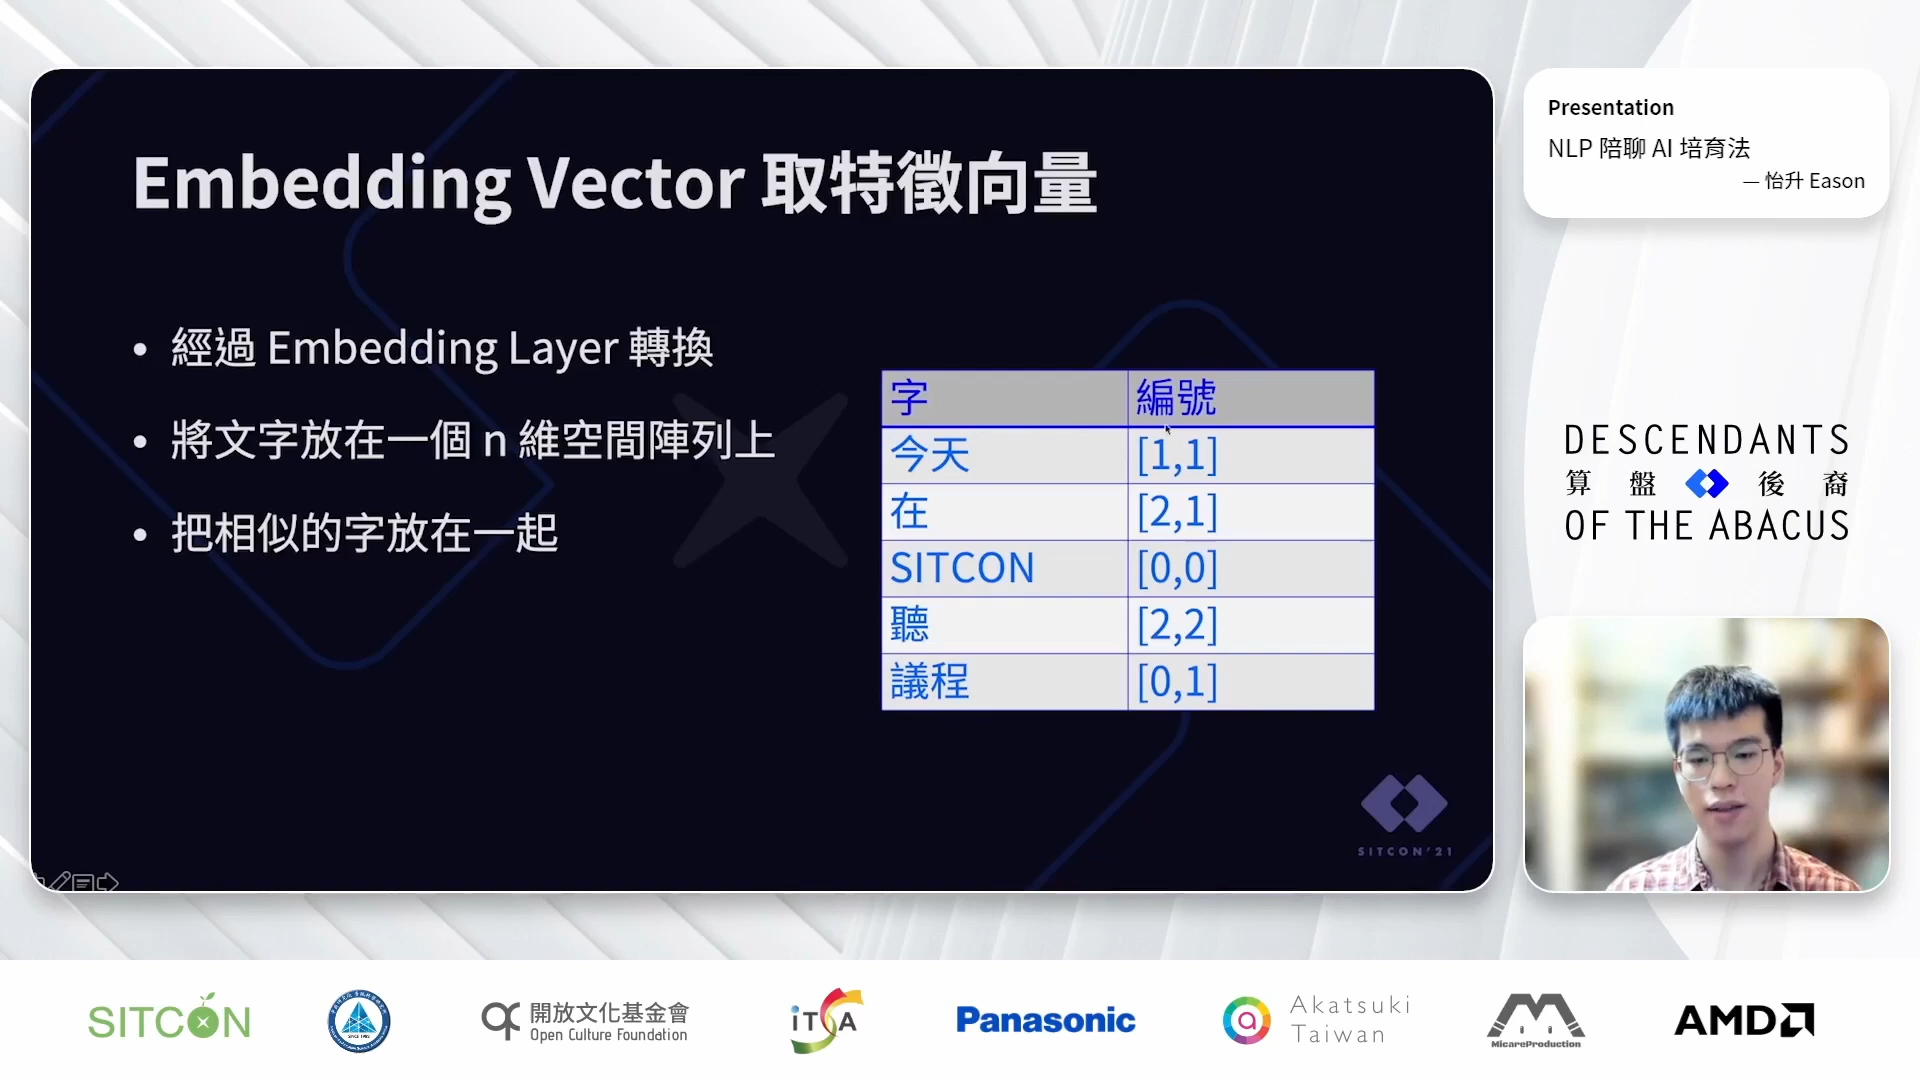 Embedding Vector 取特徵向量
• 經過 Embedding Layer 轉換
• 將文字放在一個 n 維空間陣列上
• 把相似的字放在一起
字 編號
今天 [1,1]
在 [2,1]
SITCON [0,0]
聽 [2,2]
議程 [0,1]
SITCON'21
Presentation
NLP 陪聊 AI 培育法
— 怡升 Eason
DESCENDANTS
算盤後裔
OF THE ABACUS
SITCON
開放文化基金會
Open Culture Foundation
iTSA
Panasonic
Akatsuki
Taiwan
MicareProduction
AMD